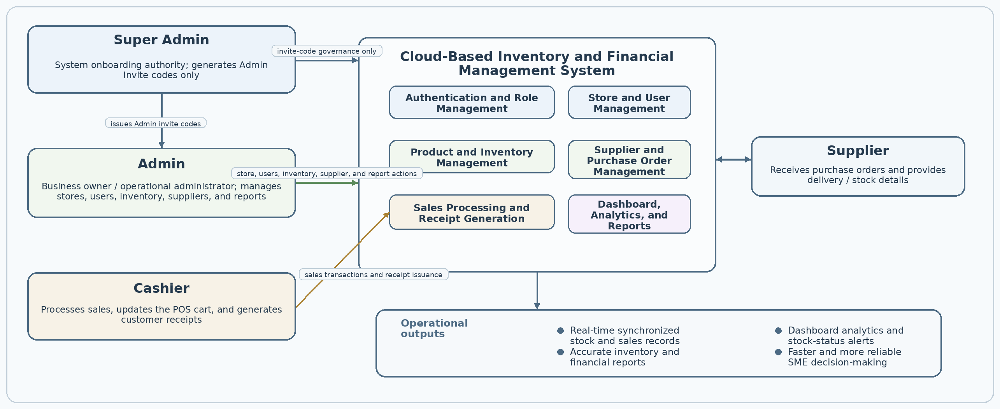 Super Admin
System onboarding authority; generates Admin
invite codes only
invite-code governance only
issues Admin invite codes
Admin
Business owner / operational administrator; manages
stores, users, inventory, suppliers, and reports
store, users, inventory, supplier, and report actions
Cashier
Processes sales, updates the POS cart, and generates
customer receipts
sales transactions and receipt issuance
Cloud-Based Inventory and Financial
Management System
Authentication and Role
Management
Store and User
Management
Product and Inventory
Management
Supplier and
Purchase Order
Management
Sales Processing and
Receipt Generation
Dashboard,
Analytics, and
Reports
Supplier
Receives purchase orders and provides
delivery / stock details
Operational
outputs
Real-time synchronized
stock and sales records
Accurate inventory and
financial reports
Dashboard analytics and
stock-status alerts
Faster and more reliable
SME decision-making